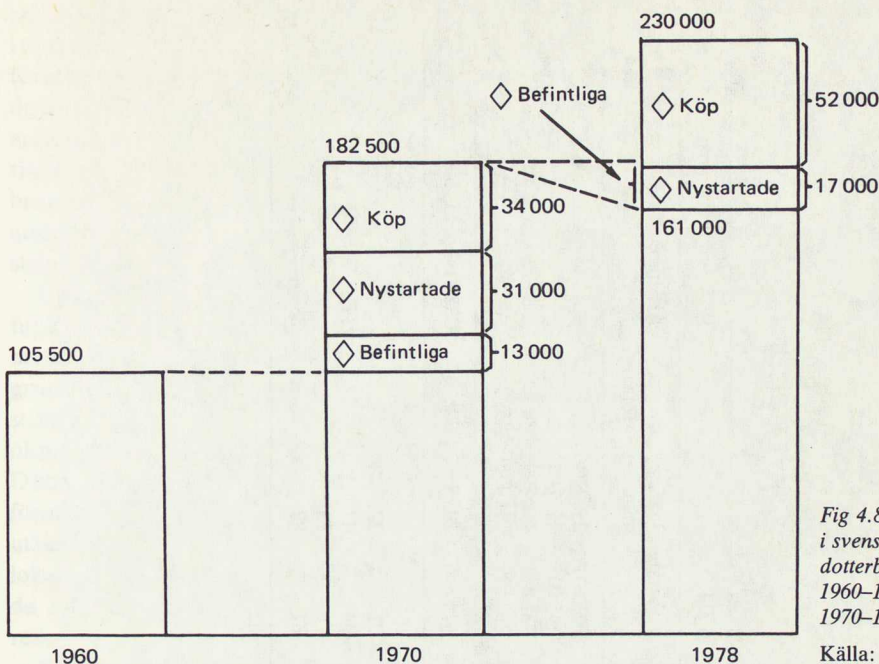 230 000
Befintliga
Köp
52 000
182 500
Nystartade
17 000
Köp
34 000
161 000
Nystartade
31 000
105 500
Befintliga
13 000
Fig 4.8
i svens
dotterb
1960–1
1970–1
1960
1970
1978
Källa: